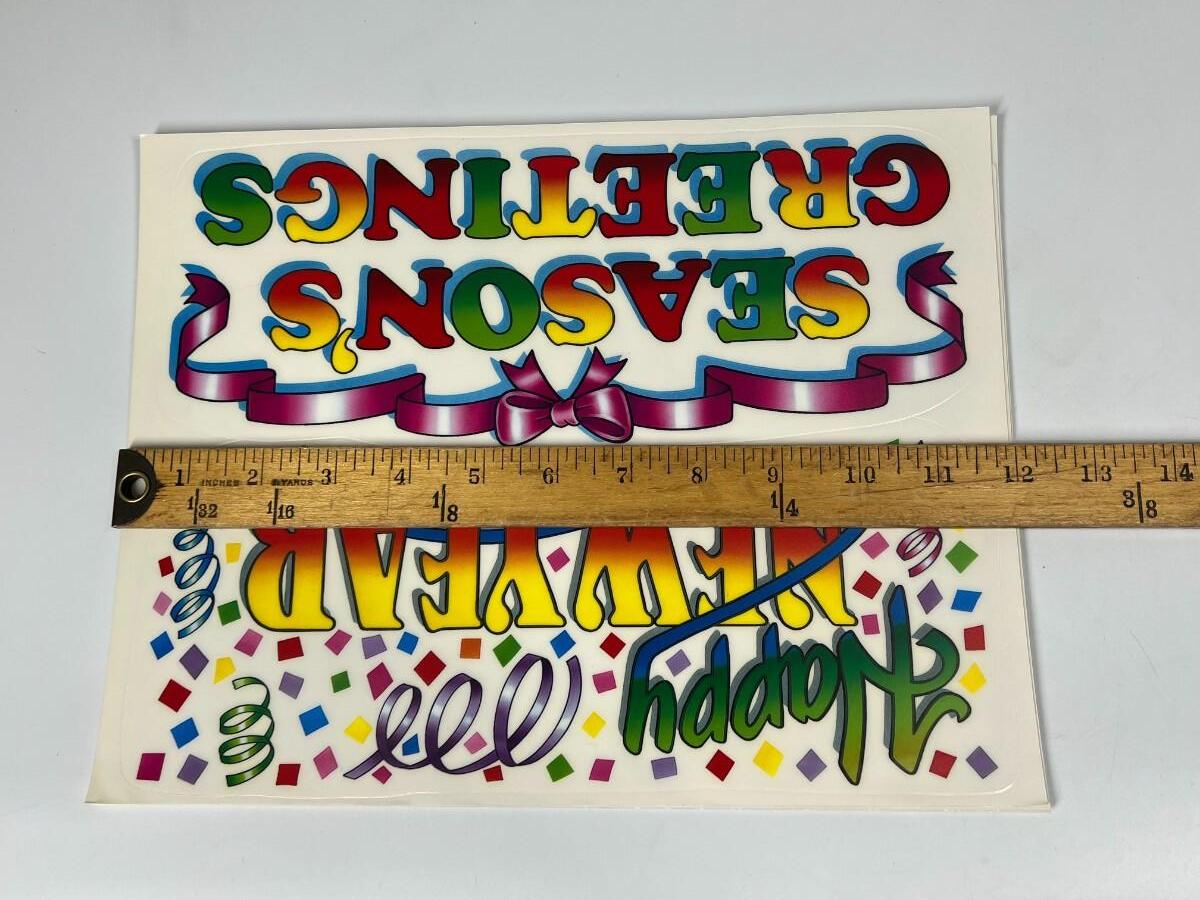 SEASON'S
GREETINGS
1 INCHES 2 3 4 5 6 7 8 9 10 11 12 13 14
1/32 1/16 1/8 1/4 3/8
Happy
NEW YEAR